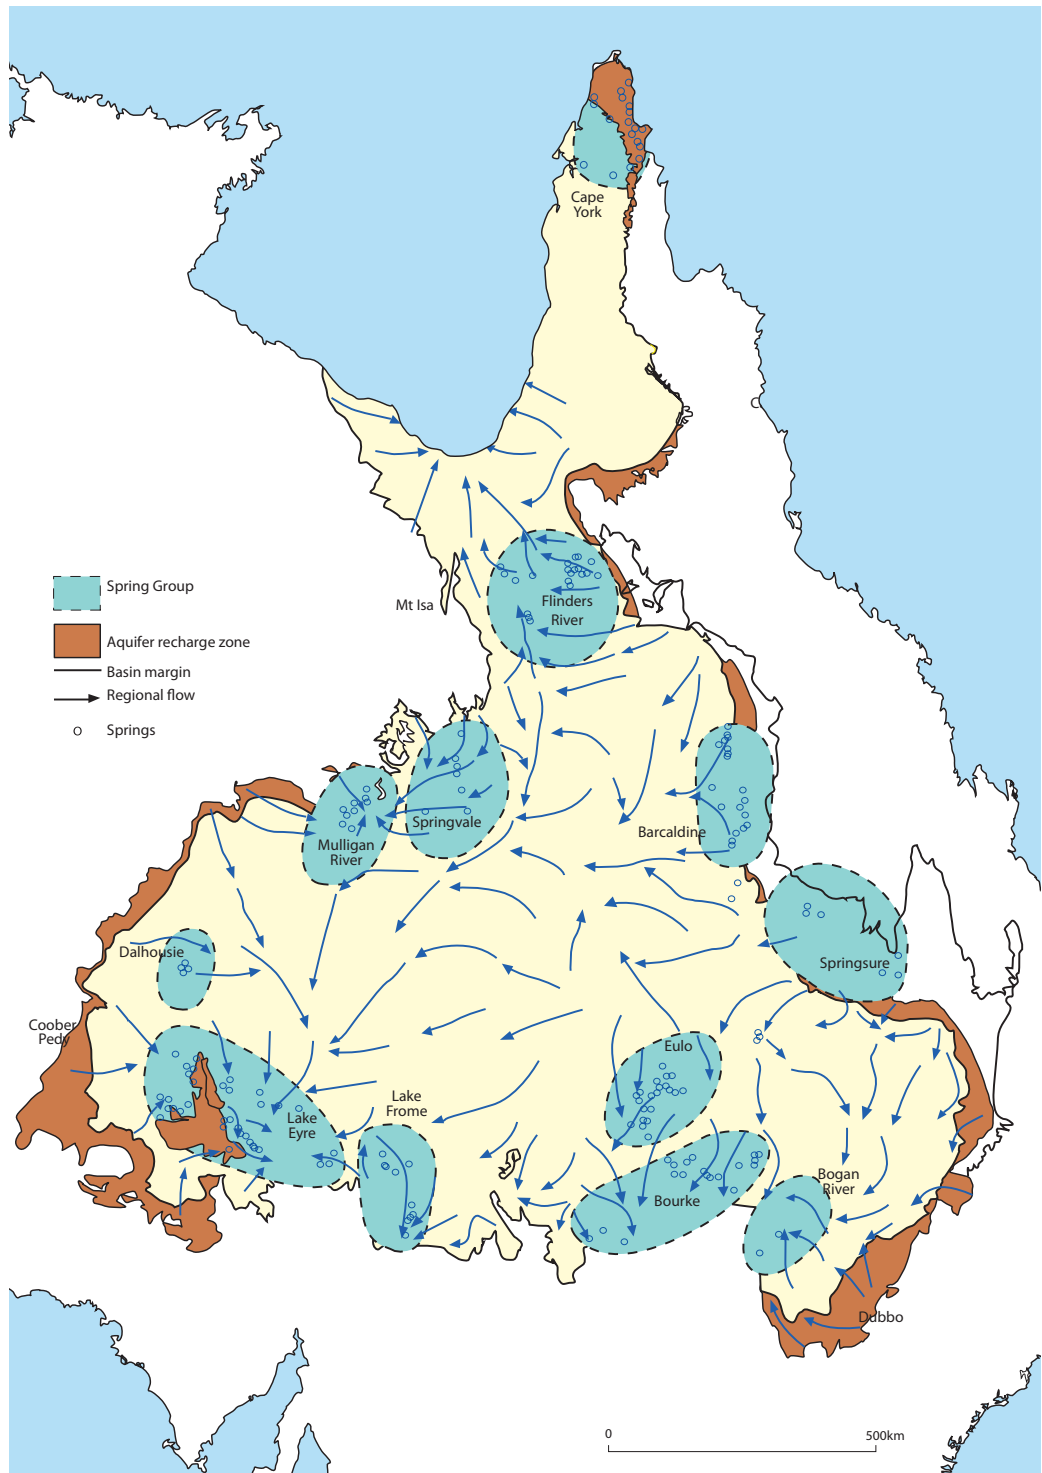 Cape
York
Spring Group
Aquifer recharge zone
Basin margin
Regional flow
Springs
Mt Isa
Flinders
River
Springvale
Barcaldine
Mulligan
River
Dalhousie
Springsure
Coober
Pedy
Eulo
Lake
Frome
Lake
Eyre
Bogan
River
Bourke
Dubbo
0
500km